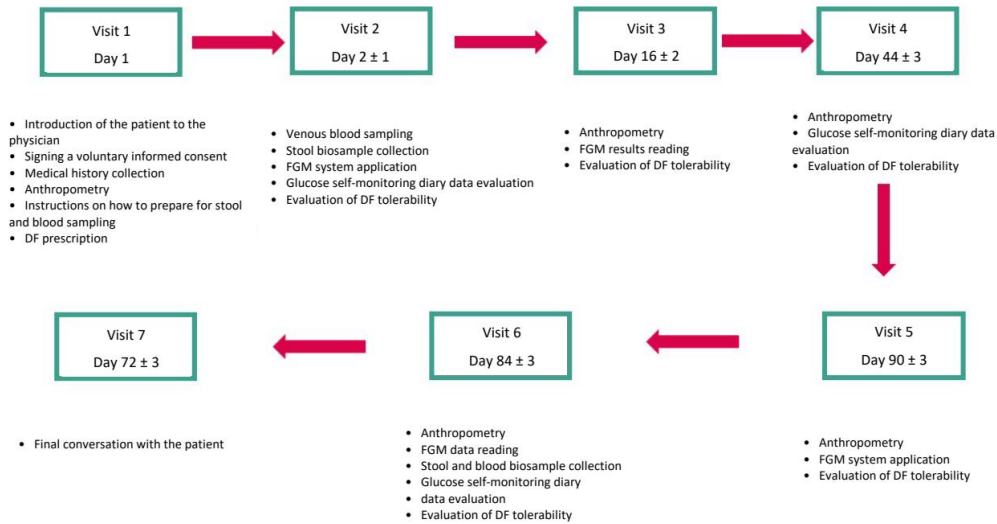 Visit 1
Day 1
Visit 2
Day 2 ± 1
Visit 3
Day 16 ± 2
Visit 4
Day 44 ± 3
• Introduction of the patient to the
physician
• Signing a voluntary informed consent
• Medical history collection
• Anthropometry
• Instructions on how to prepare for stool
and blood sampling
• DF prescription
• Venous blood sampling
• Stool biosample collection
• FGM system application
• Glucose self-monitoring diary data evaluation
• Evaluation of DF tolerability
• Anthropometry
• FGM results reading
• Evaluation of DF tolerability
• Anthropometry
• Glucose self-monitoring diary data
evaluation
• Evaluation of DF tolerability
Visit 7
Day 72 ± 3
Visit 6
Day 84 ± 3
Visit 5
Day 90 ± 3
• Final conversation with the patient
• Anthropometry
• FGM data reading
• Stool and blood biosample collection
• Glucose self-monitoring diary
• data evaluation
• Evaluation of DF tolerability
• Anthropometry
• FGM system application
• Evaluation of DF tolerability